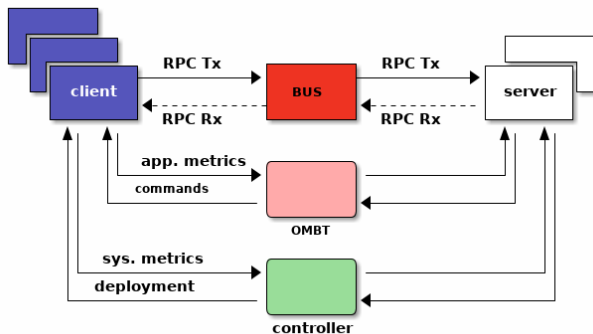 RPC Tx
RPC Tx
client
BUS
server
RPC Rx
RPC Rx
app. metrics
commands
OMBT
sys. metrics
deployment
controller